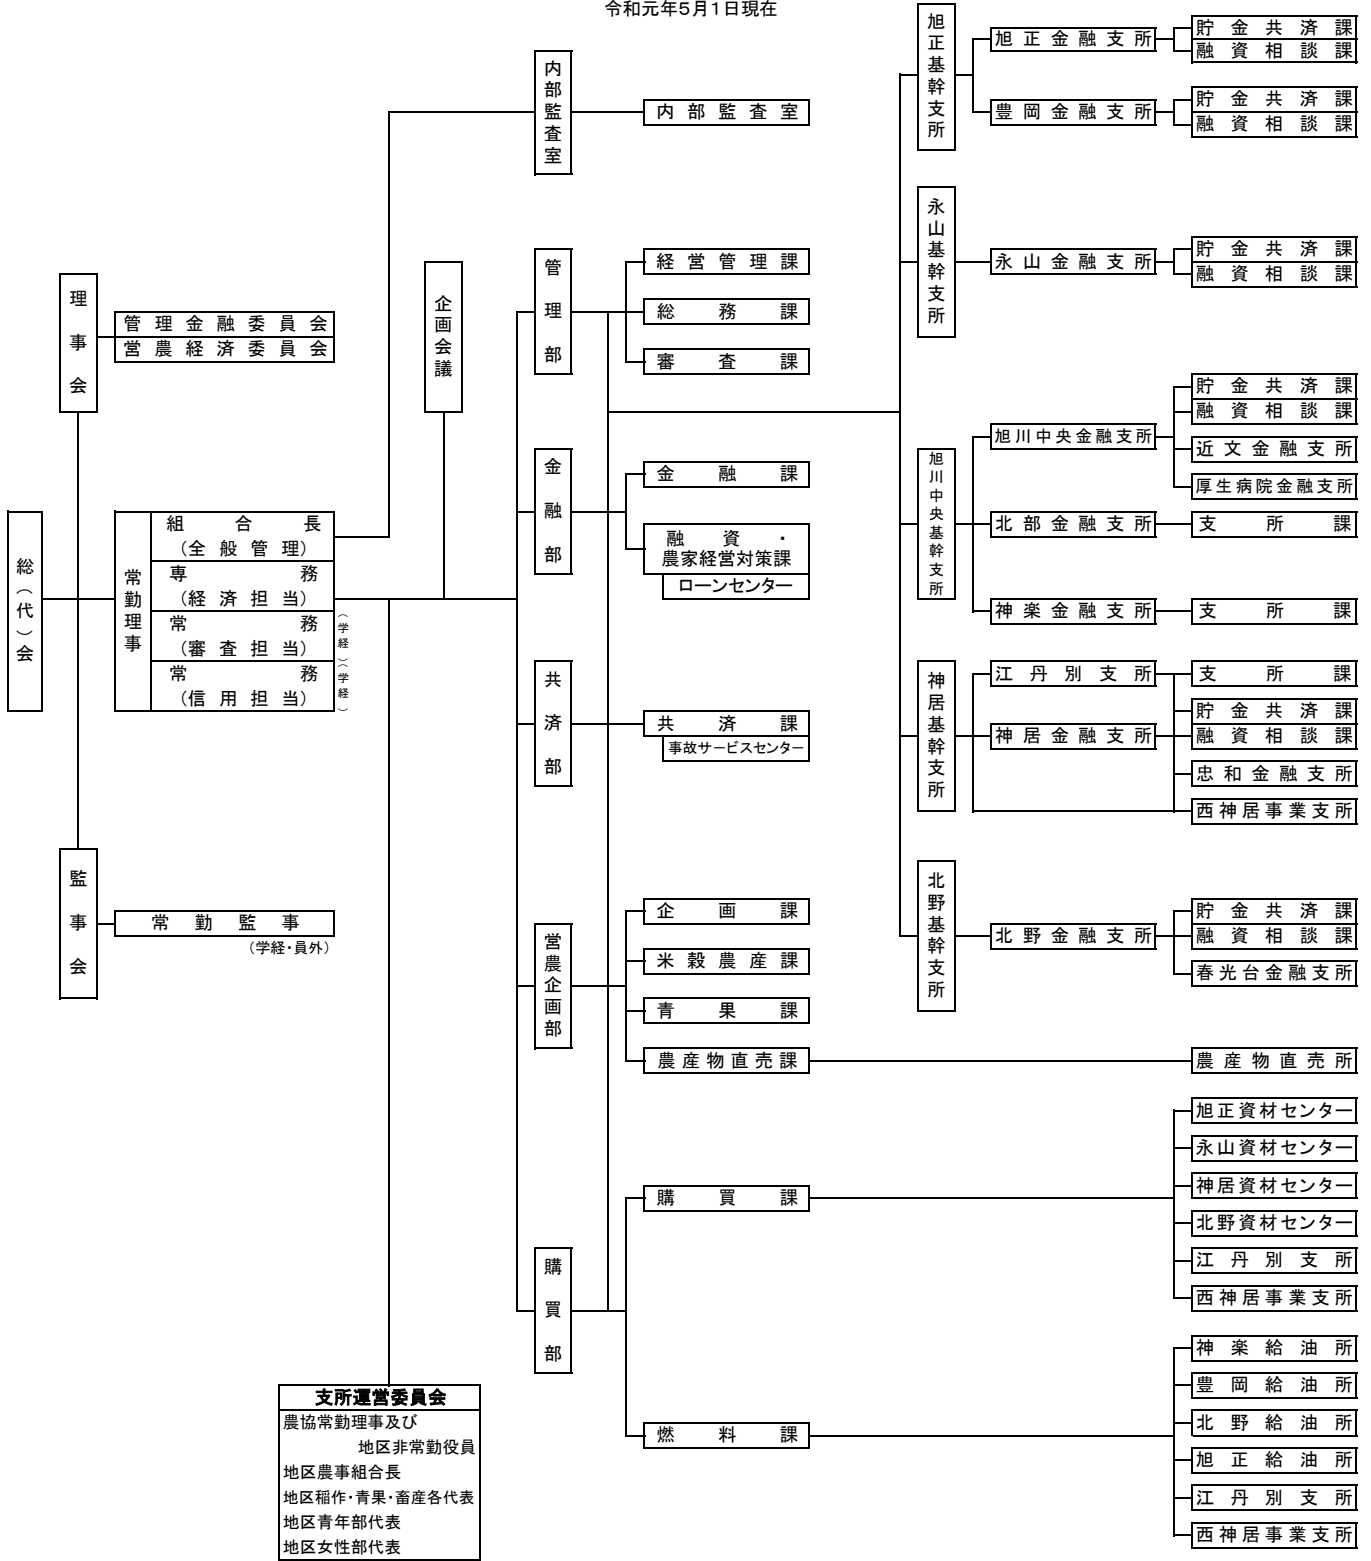 令和元年5月1日現在
総（代）会
理事会
管理金融委員会
営農経済委員会
常勤理事
組合長
（全般管理）
専務
（経済担当）
常務
（審査担当）
（学経）
常務
（信用担当）
（学経）
監事会
常勤監事
（学経・員外）
企画会議
支所運営委員会
農協常勤理事及び
地区非常勤役員
地区農事組合長
地区稲作・青果・畜産各代表
地区青年部代表
地区女性部代表
内部監査室
内部監査室
管理部
経営管理課
総務課
審査課
金融部
金融課
融資・
農家経営対策課
ローンセンター
共済部
共済課
事故サービスセンター
営農企画部
企画課
米穀農産課
青果課
農産物直売課
農産物直売所
購買部
購買課
旭正資材センター
永山資材センター
神居資材センター
北野資材センター
江丹別支所
西神居事業支所
燃料課
神楽給油所
豊岡給油所
北野給油所
旭正給油所
江丹別支所
西神居事業支所
旭正基幹支所
旭正金融支所
貯金共済課
融資相談課
豊岡金融支所
貯金共済課
融資相談課
永山基幹支所
永山金融支所
貯金共済課
融資相談課
旭川中央基幹支所
旭川中央金融支所
貯金共済課
融資相談課
近文金融支所
厚生病院金融支所
北部金融支所
支所課
神楽金融支所
支所課
神居基幹支所
江丹別支所
支所課
神居金融支所
貯金共済課
融資相談課
忠和金融支所
西神居事業支所
北野基幹支所
北野金融支所
貯金共済課
融資相談課
春光台金融支所